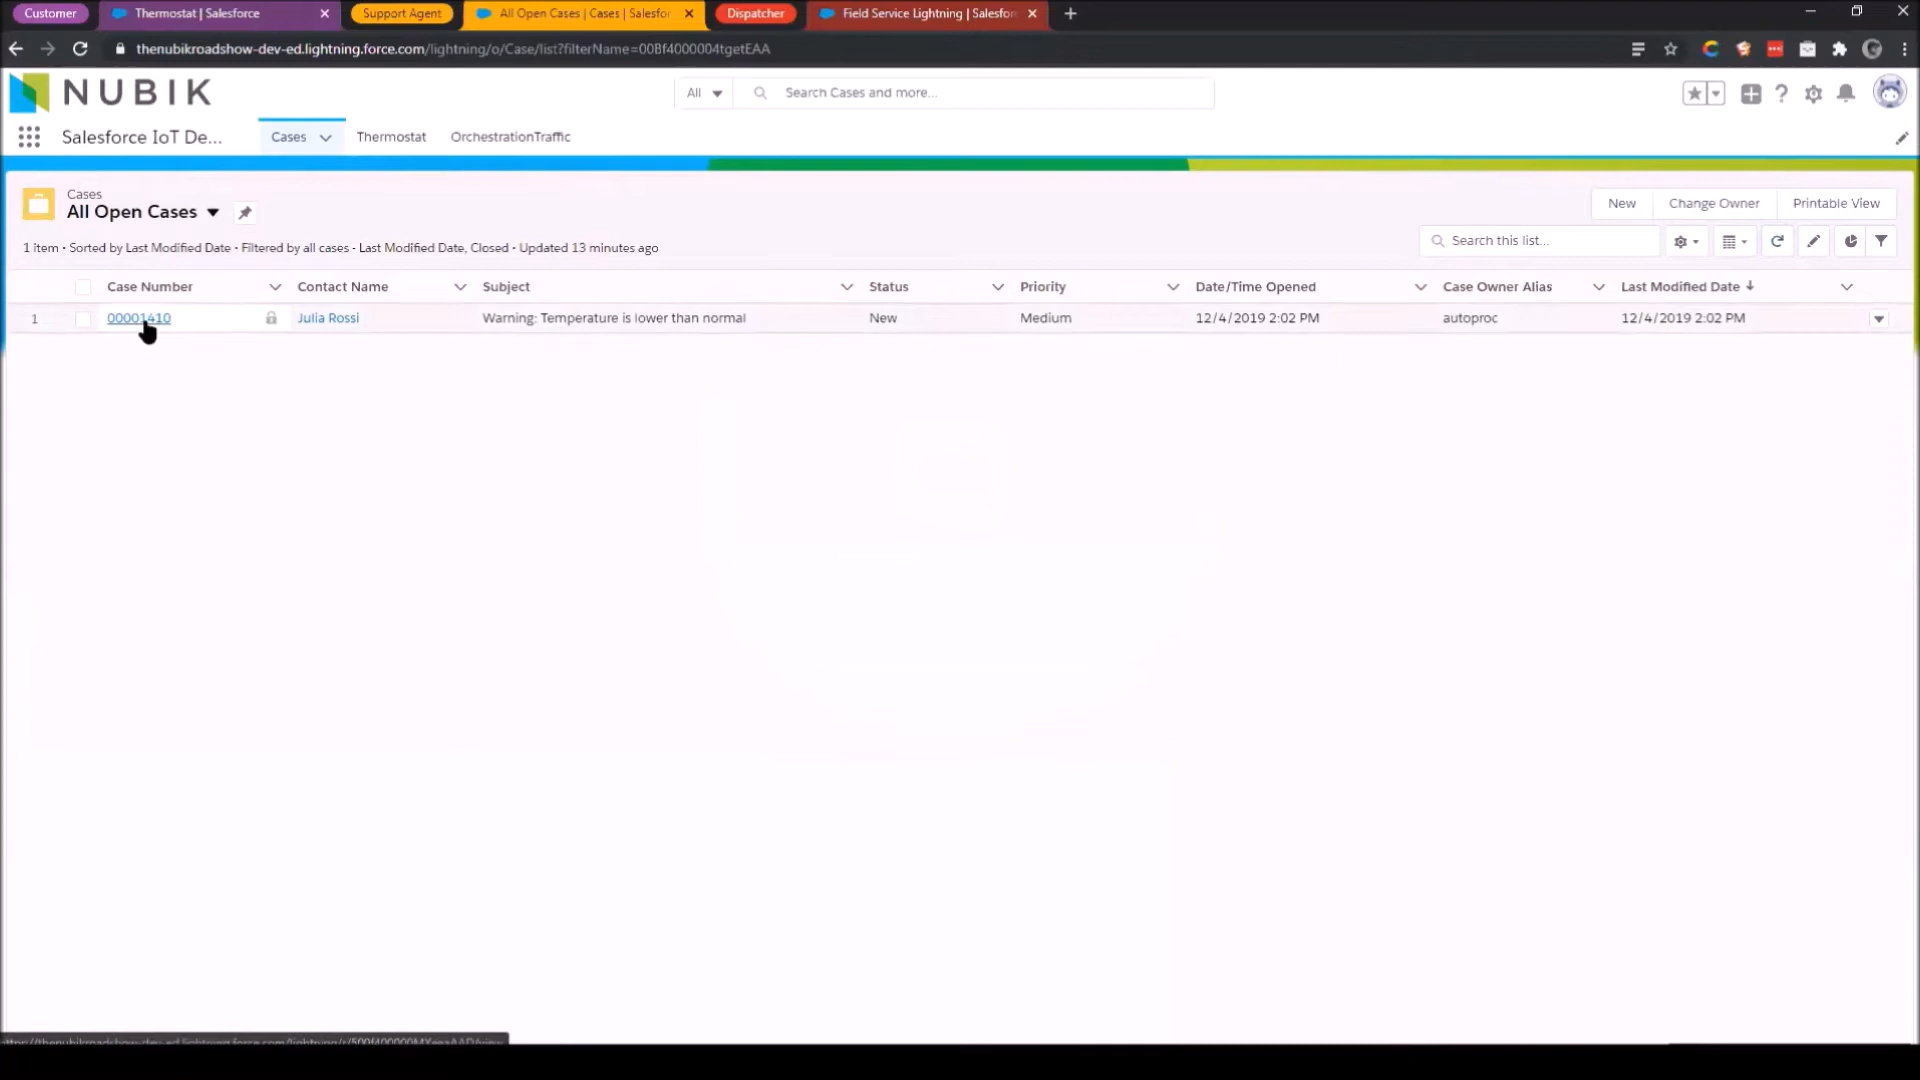 Customer Thermostat | Salesforce Support Agent All Open Cases | Cases | Salesfor Dispatcher Field Service Lightning | Salesfor
thenubikroadshow-dev-ed.lightning.force.com/lightning/o/Case/list?filterName=00Bf4000004tgetEAA
NUBIK All Search Cases and more...
Salesforce IoT De... Cases Thermostat OrchestrationTraffic
Cases
All Open Cases New Change Owner Printable View
1 item • Sorted by Last Modified Date • Filtered by all cases - Last Modified Date, Closed • Updated 13 minutes ago Search this list...
Case Number Contact Name Subject Status Priority Date/Time Opened Case Owner Alias Last Modified Date
1 00001410 Julia Rossi Warning: Temperature is lower than normal New Medium 12/4/2019 2:02 PM autoproc 12/4/2019 2:02 PM